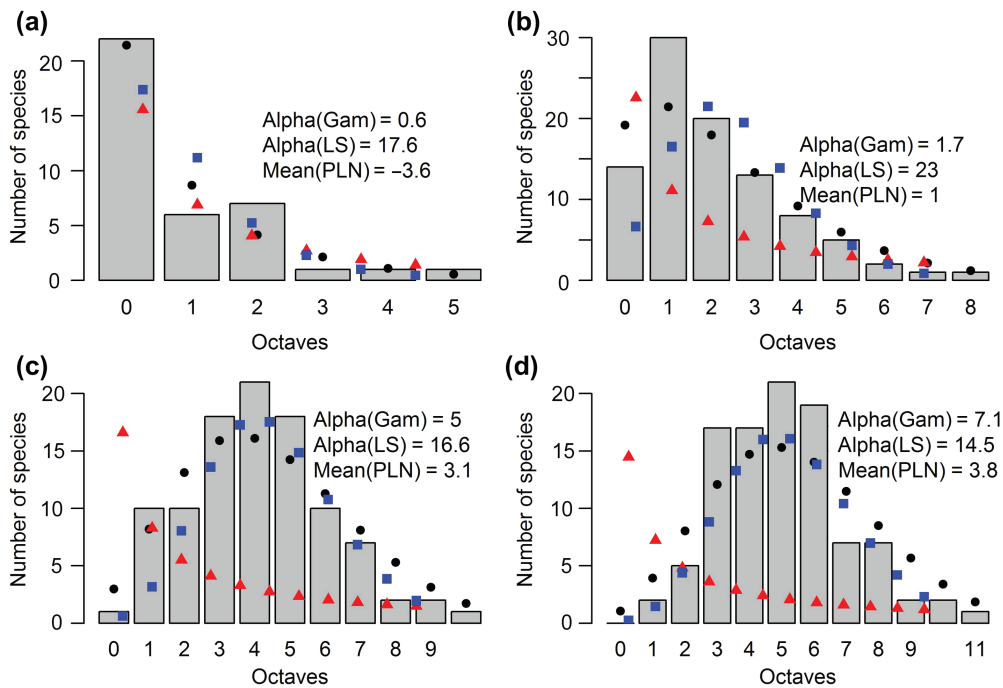 (a)
Number of species
20
15
10
5
0
Alpha(Gam) = 0.6
Alpha(LS) = 17.6
Mean(PLN) = −3.6
0 1 2 3 4 5
Octaves
(b)
Number of species
30
20
10
0
Alpha(Gam) = 1.7
Alpha(LS) = 23
Mean(PLN) = 1
0 1 2 3 4 5 6 7 8
Octaves
(c)
Number of species
20
15
10
5
0
Alpha(Gam) = 5
Alpha(LS) = 16.6
Mean(PLN) = 3.1
0 1 2 3 4 5 6 7 8 9
Octaves
(d)
Number of species
20
15
10
5
0
Alpha(Gam) = 7.1
Alpha(LS) = 14.5
Mean(PLN) = 3.8
0 1 2 3 4 5 6 7 8 9 11
Octaves